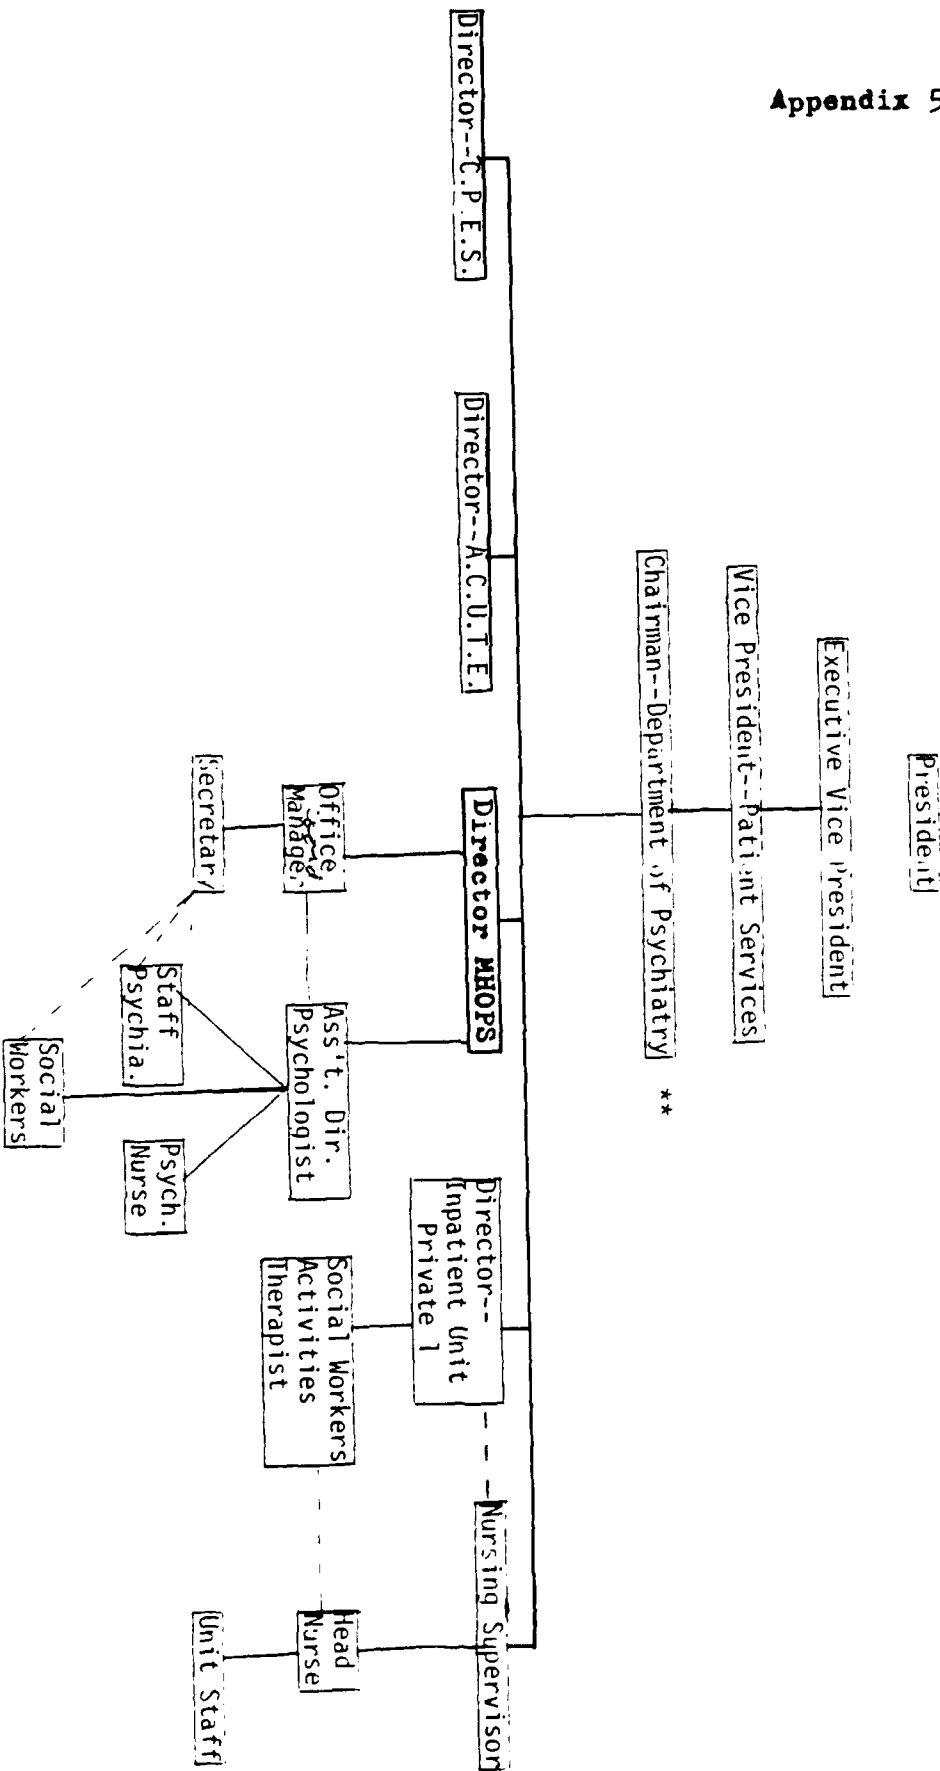 Appendix 5
President
Executive Vice President
Vice President--Patient Services
Chairman--Department of Psychiatry **
Director--C.P.E.S.
Director--A.C.U.T.E.
Director MHOPS
Director--
Inpatient Unit
Private 1
Nursing Supervisor
Office
Manager
Ass't. Dir.
Psychologist
Social Workers
Activities
Therapist
Head
Nurse
Secretary
Staff
Psychia.
Psych.
Nurse
Unit Staff
Social
Workers